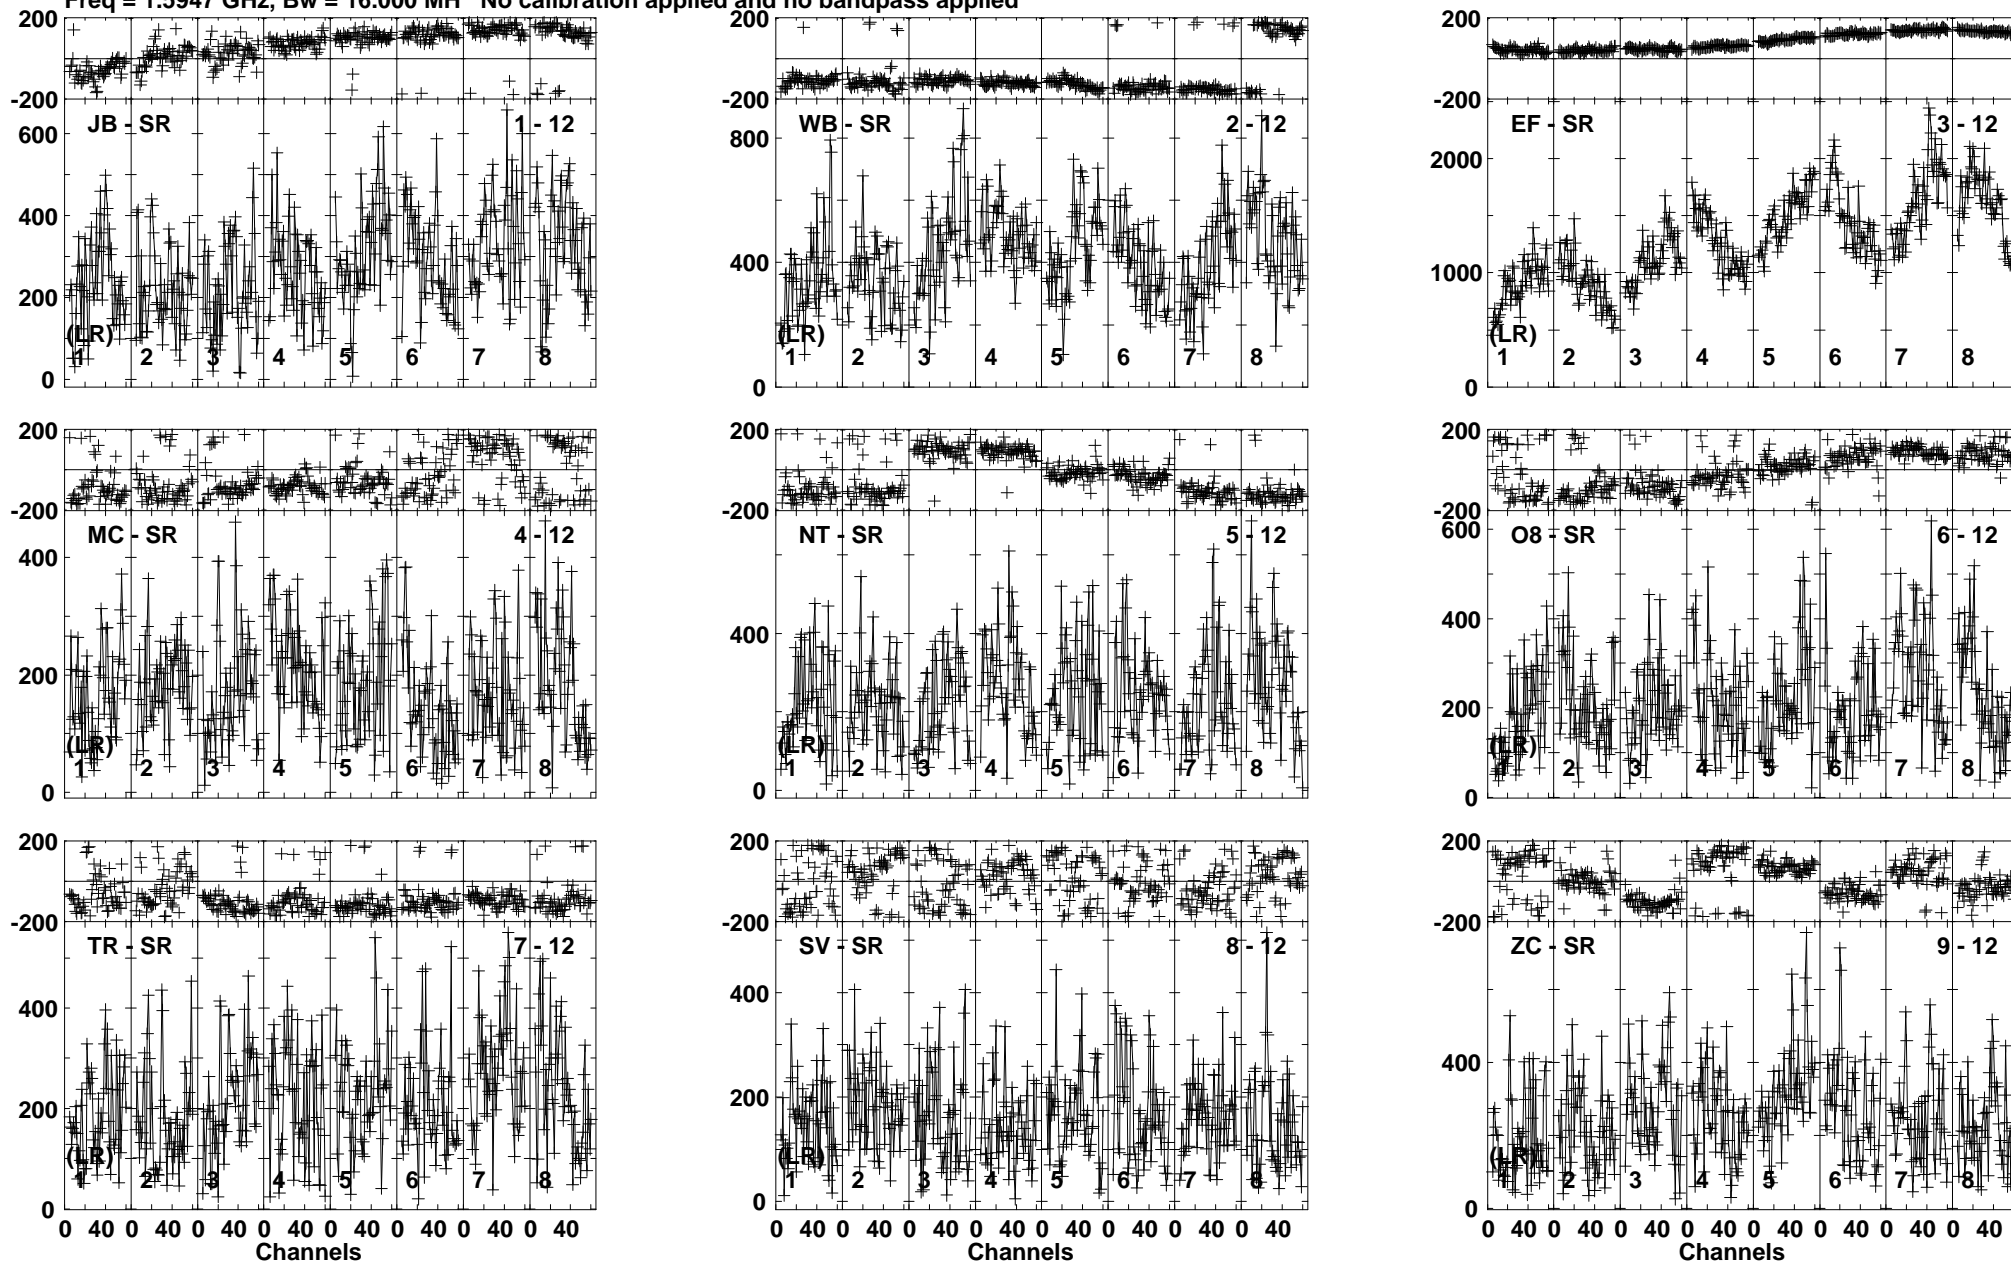 Freq = 1.5947 GHz, Bw = 16.000 MH No calibration applied and no bandpass applied
200
-200
JB - SR 1 - 12
600
400
200
0
(LR)
1 2 3 4 5 6 7 8
200
-200
WB - SR 2 - 12
800
400
0
(LR)
1 2 3 4 5 6 7 8
200
-200
EF - SR 3 - 12
2000
1000
0
(LR)
1 2 3 4 5 6 7 8
200
-200
MC - SR 4 - 12
400
200
0
(LR)
1 2 3 4 5 6 7 8
200
-200
NT - SR 5 - 12
400
0
(LR)
1 2 3 4 5 6 7 8
200
-200
O8 - SR 6 - 12
600
400
200
0
(LR)
1 2 3 4 5 6 7 8
200
-200
TR - SR 7 - 12
400
200
0
(LR)
1 2 3 4 5 6 7 8
0 40 0 40 0 40 0 40 0 40 0 40 0 40 0 40
Channels
200
-200
SV - SR 8 - 12
400
200
0
(LR)
1 2 3 4 5 6 7 8
0 40 0 40 0 40 0 40 0 40 0 40 0 40 0 40
Channels
200
-200
ZC - SR 9 - 12
400
0
(LR)
1 2 3 4 5 6 7 8
0 40 0 40 0 40 0 40 0 40 0 40 0 40 0 40
Channels